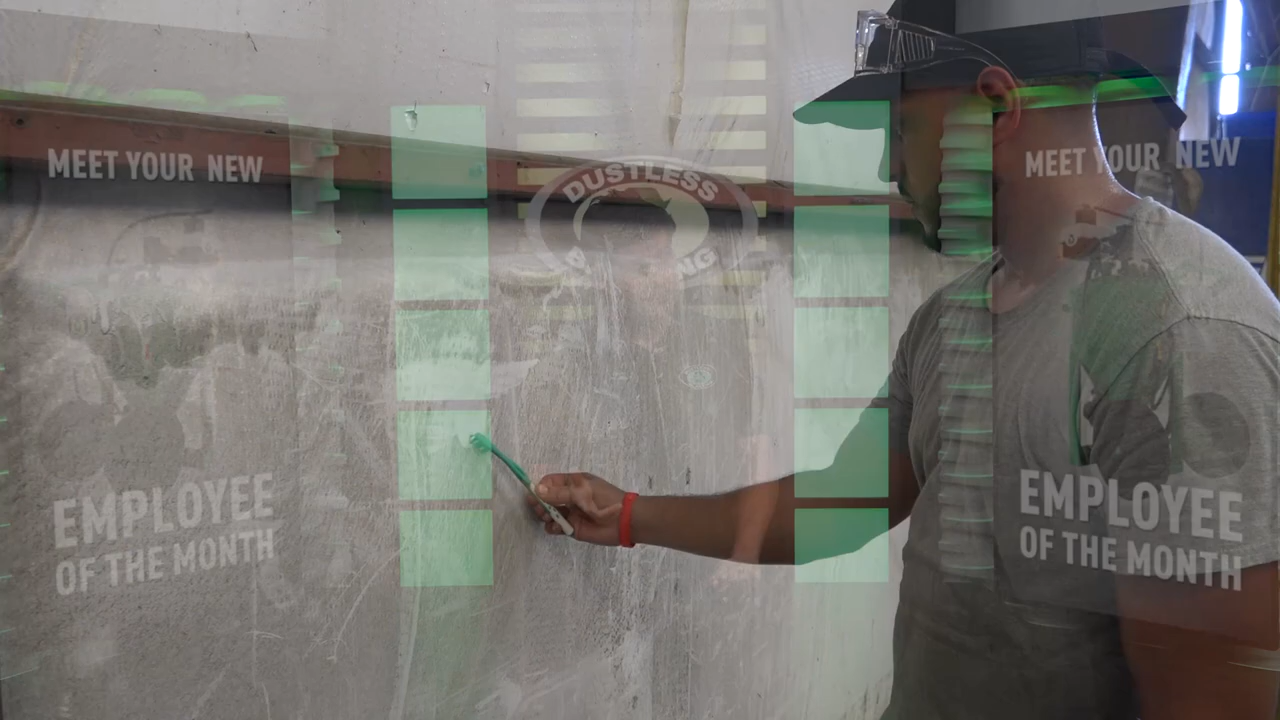 MEET YOUR NEW
EMPLOYEE
OF THE MONTH
DUSTLESS
MEET YOUR NEW
EMPLOYEE
OF THE MONTH